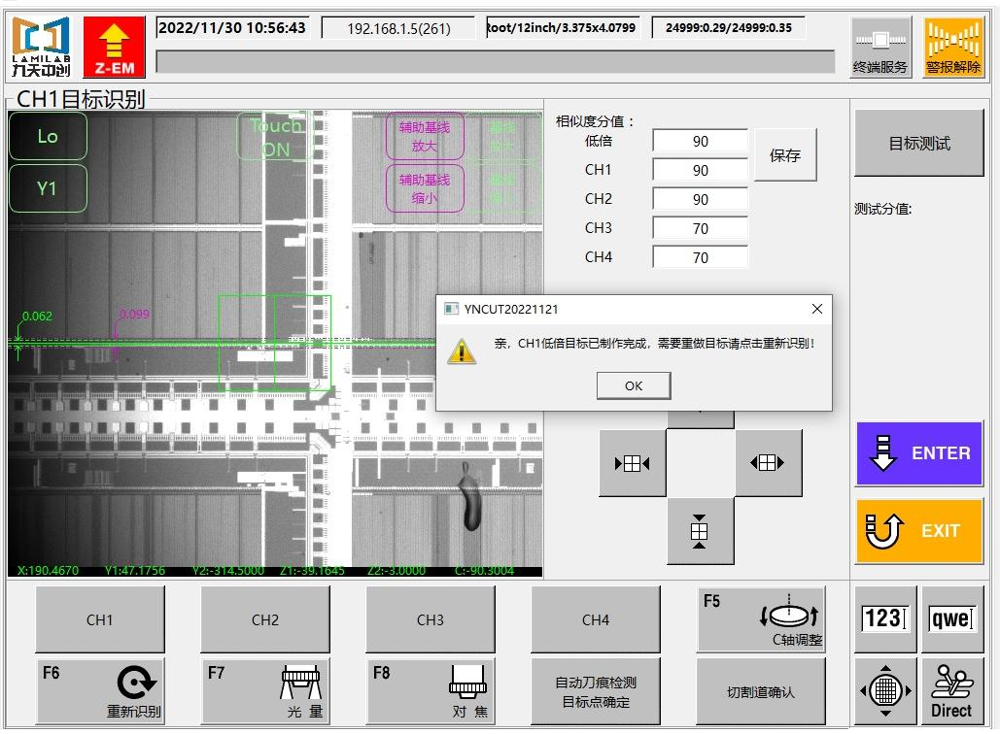 LAMILAB
九天中创
Z-EM
2022/11/30 10:56:43
192.168.1.5(261)
Root/12inch/3.375x4.0799
24999:0.29/24999:0.35
终端服务
警报解除
CH1目标识别
Lo
Touch
ON
辅助基线
放大
Y1
辅助基线
缩小
0.062
0.099
X:190.4670
Y1:47.1756
Y2:-314.5000
Z1:-39.1645
Z2:-3.0000
C:-90.3004
相似度分值：
低倍
90
CH1
90
CH2
90
CH3
70
CH4
70
保存
目标测试
测试分值:
YNCUT20221121
亲，CH1低倍目标已制作完成，需要重做目标请点击重新识别！
OK
ENTER
EXIT
CH1
CH2
CH3
CH4
F5
C轴调整
123
qwe
F6
重新识别
F7
光 量
F8
对 焦
自动刀痕检测
目标点确定
切割道确认
Direct